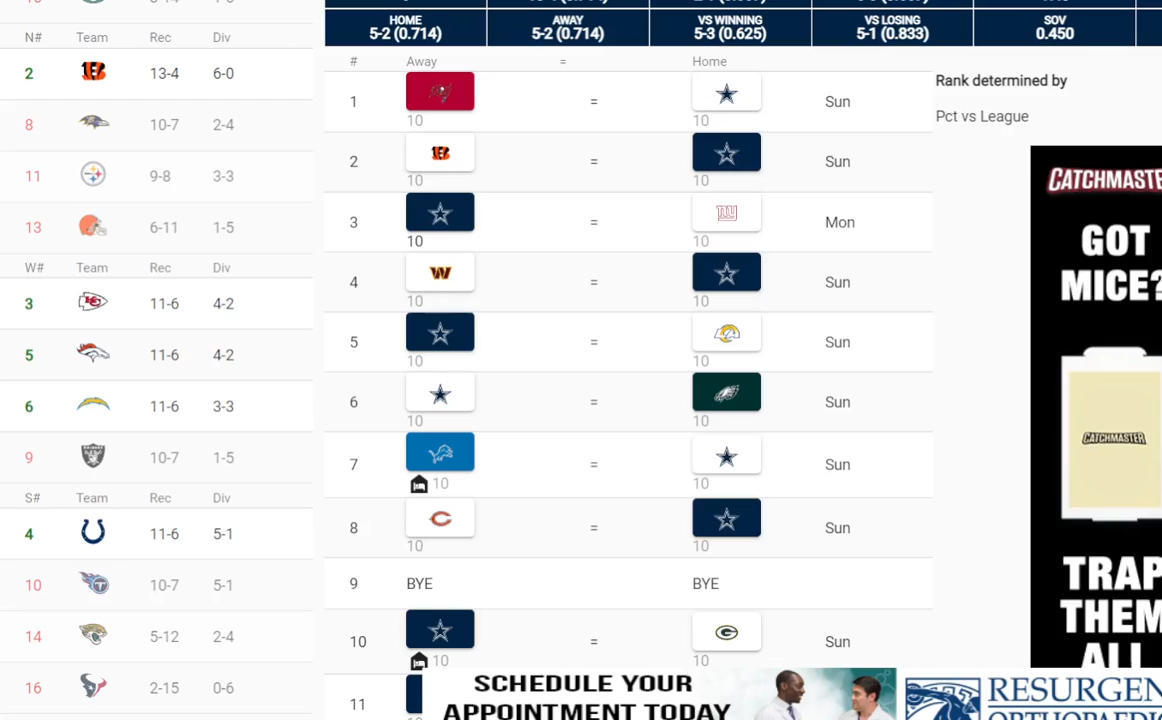 N# Team Rec Div
2 13-4 6-0
8 10-7 2-4
11 9-8 3-3
13 6-11 1-5
W# Team Rec Div
3 11-6 4-2
5 11-6 4-2
6 11-6 3-3
9 10-7 1-5
S# Team Rec Div
4 11-6 5-1
10 10-7 5-1
14 5-12 2-4
16 2-15 0-6
HOME AWAY VS WINNING VS LOSING SOV
5-2 (0.714) 5-2 (0.714) 5-3 (0.625) 5-1 (0.833) 0.450
# Away = Home
1 = Sun
10 10
2 = Sun
10 10
3 = Mon
10 10
4 = Sun
10 10
5 = Sun
10 10
6 = Sun
10 10
7 = Sun
10 10
8 = Sun
10 10
9 BYE BYE
10 = Sun
10 10
11
Rank determined by
Pct vs League
CATCHMASTER
GOT
MICE?
CATCHMASTER
TRAP
THEM
ALL
SCHEDULE YOUR
APPOINTMENT TODAY